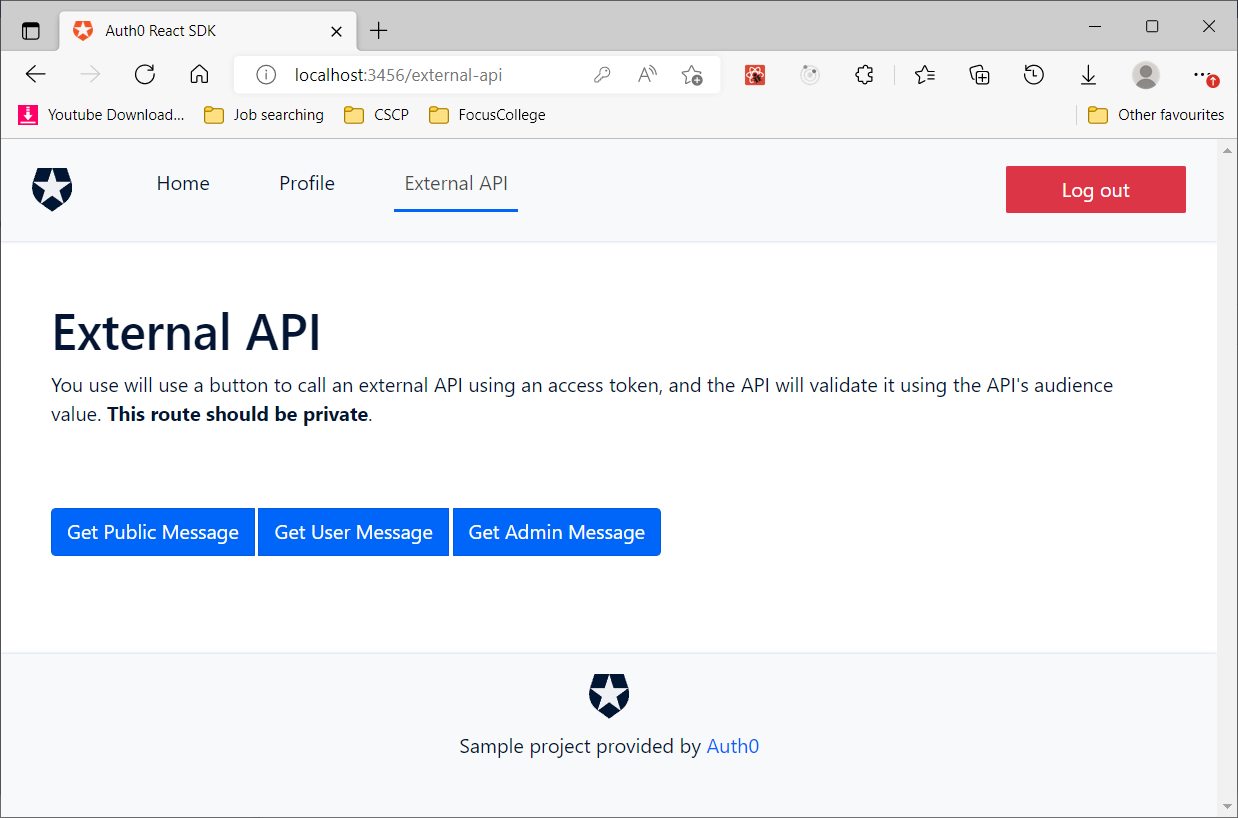 Auth0 React SDK
localhost:3456/external-api
Youtube Download... Job searching CSCP FocusCollege Other favourites
Home Profile External API Log out
External API
You use will use a button to call an external API using an access token, and the API will validate it using the API's audience
value. This route should be private.
Get Public Message Get User Message Get Admin Message
Sample project provided by Auth0